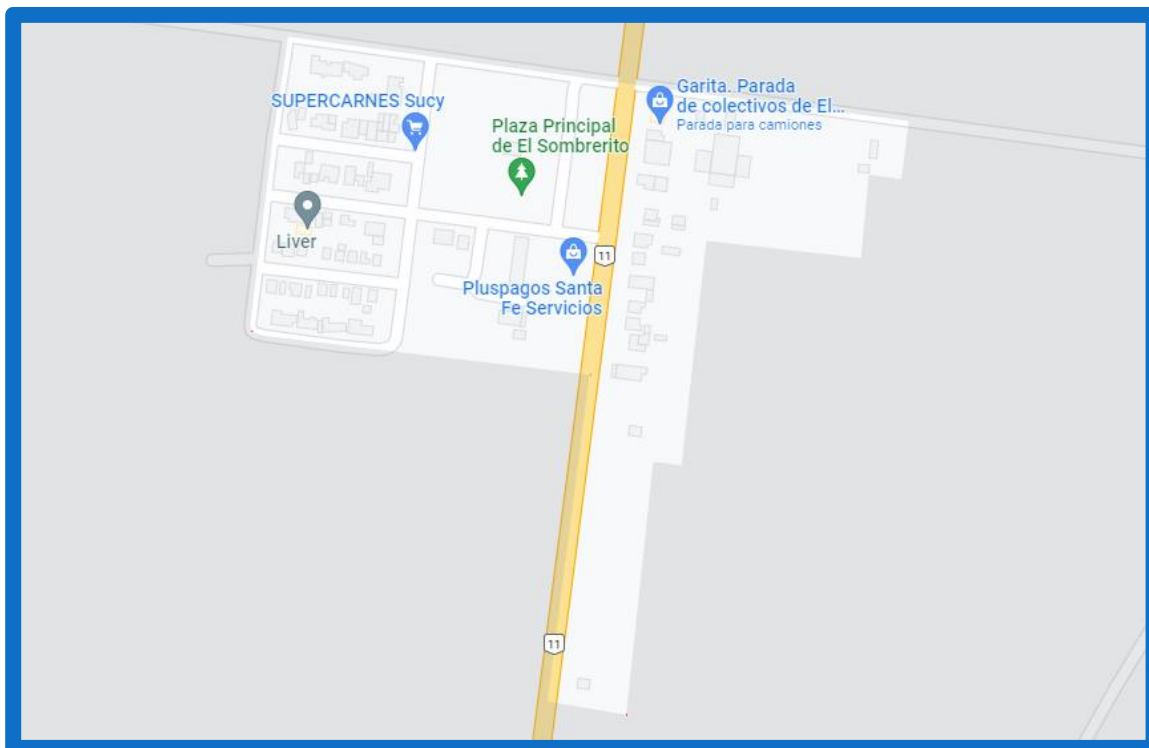 Garita. Parada
de colectivos de El...
Parada para camiones
SUPERCARNES Sucy
Plaza Principal
de El Sombrerito
Liver
11
Pluspagos Santa
Fe Servicios
11